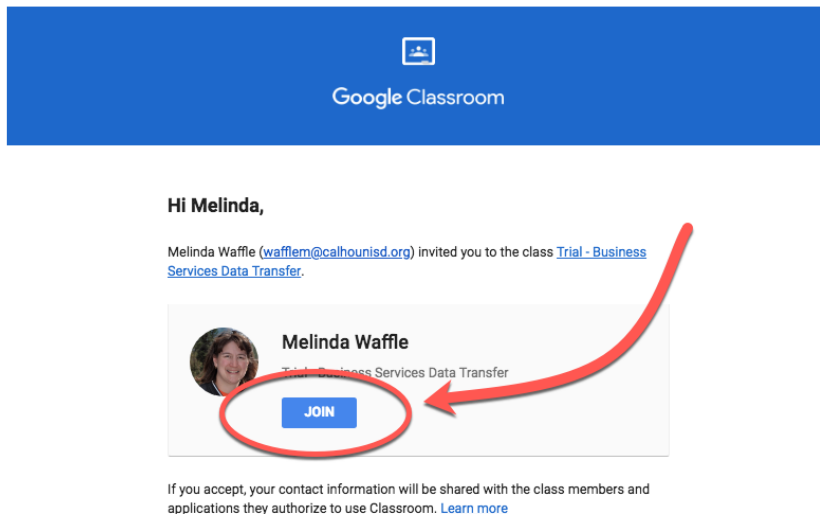 Google Classroom
Hi Melinda,
Melinda Waffle (wafflem@calhounisd.org) invited you to the class Trial - Business
Services Data Transfer.
Melinda Waffle
Trial - Business Services Data Transfer
JOIN
If you accept, your contact information will be shared with the class members and
applications they authorize to use Classroom. Learn more